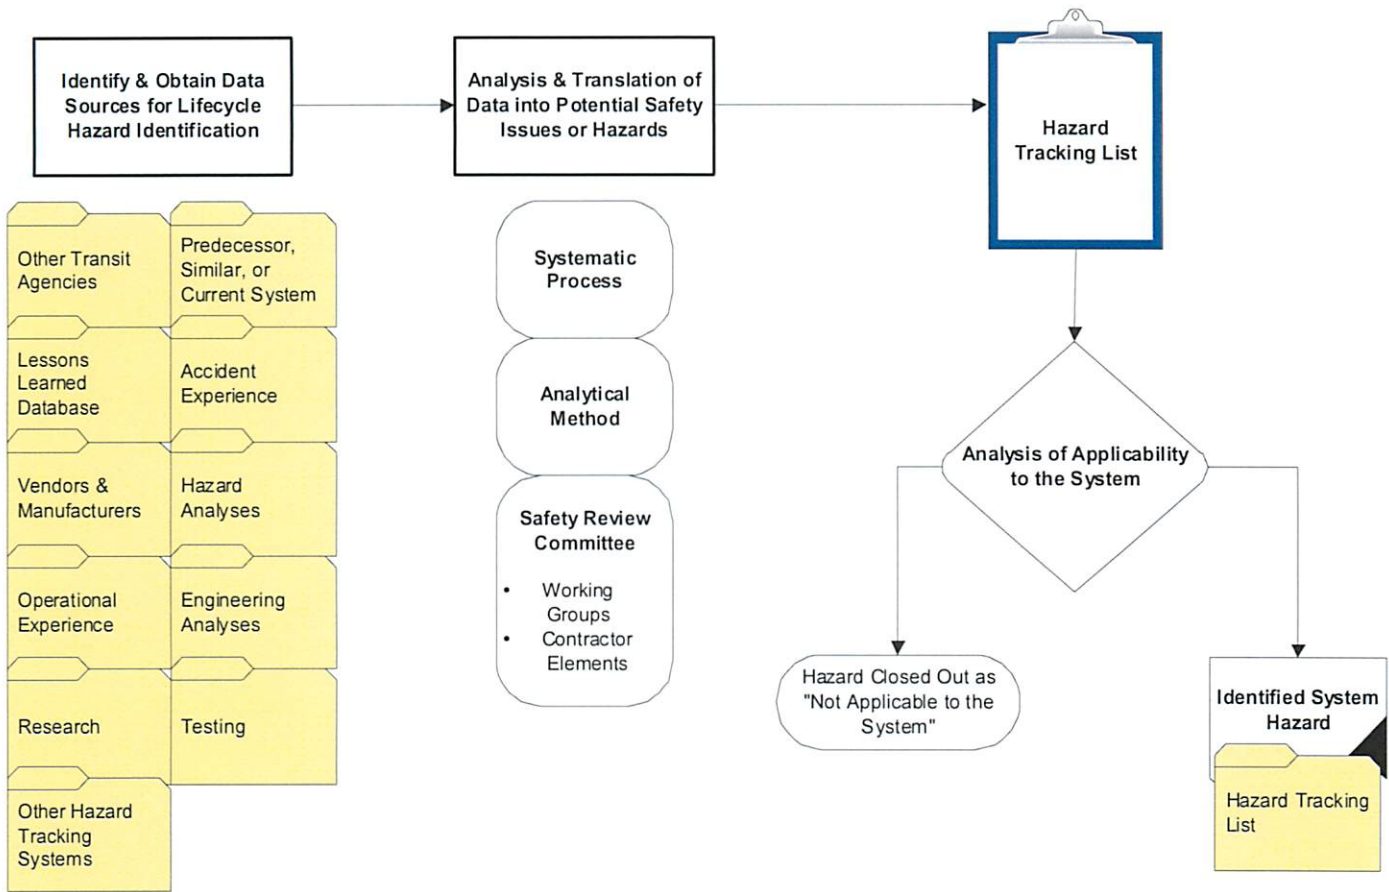 Identify & Obtain Data
Sources for Lifecycle
Hazard Identification
Analysis & Translation of
Data into Potential Safety
Issues or Hazards
Hazard
Tracking List
Other Transit
Agencies
Predecessor,
Similar, or
Current System
Lessons
Learned
Database
Accident
Experience
Vendors &
Manufacturers
Hazard
Analyses
Operational
Experience
Engineering
Analyses
Research
Testing
Other Hazard
Tracking
Systems
Systematic
Process
Analytical
Method
Safety Review
Committee
• Working
Groups
• Contractor
Elements
Analysis of Applicability
to the System
Hazard Closed Out as
"Not Applicable to the
System"
Identified System
Hazard
Hazard Tracking
List